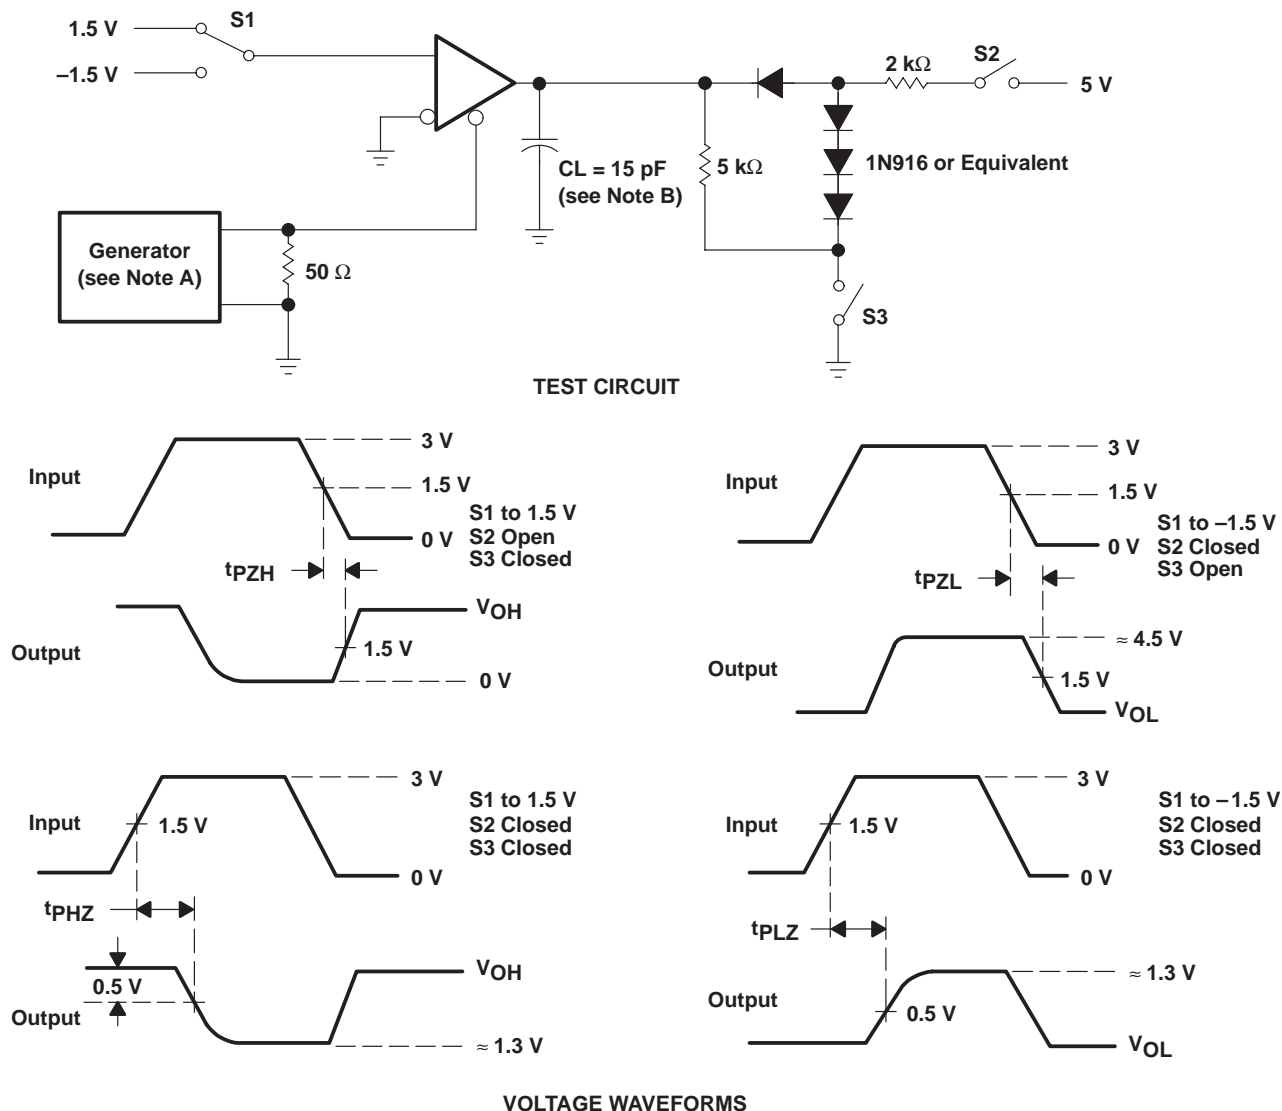 1.5 V
S1
–1.5 V
2 kΩ
S2
5 V
CL = 15 pF
(see Note B)
5 kΩ
1N916 or Equivalent
Generator
(see Note A)
50 Ω
S3
TEST CIRCUIT
Input
3 V
1.5 V
0 V
S1 to 1.5 V
S2 Open
S3 Closed
tPZH
Output
VOH
1.5 V
0 V
Input
3 V
1.5 V
0 V
S1 to –1.5 V
S2 Closed
S3 Open
tPZL
Output
≈ 4.5 V
1.5 V
VOL
Input
3 V
1.5 V
0 V
S1 to 1.5 V
S2 Closed
S3 Closed
tPHZ
0.5 V
Output
VOH
≈ 1.3 V
Input
3 V
1.5 V
0 V
S1 to –1.5 V
S2 Closed
S3 Closed
tPLZ
Output
≈ 1.3 V
0.5 V
VOL
VOLTAGE WAVEFORMS